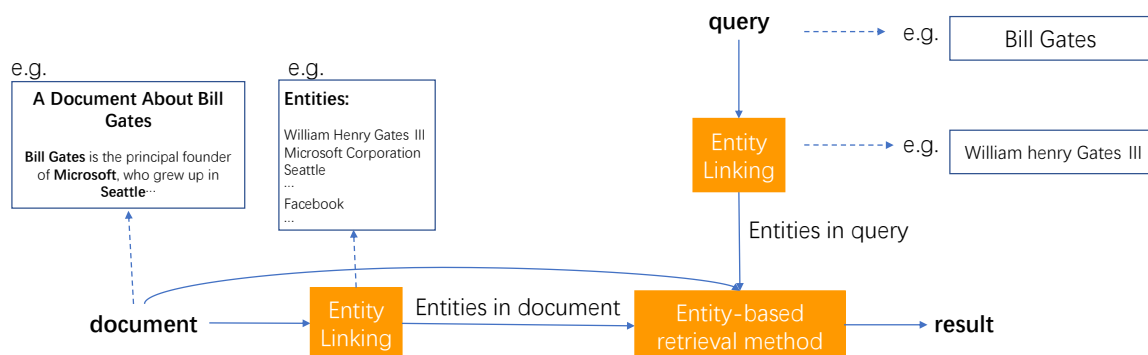 query
e.g.
Bill Gates
e.g.
A Document About Bill
Gates
Bill Gates is the principal founder
of Microsoft, who grew up in
Seattle···
e.g.
Entities:
William Henry Gates III
Microsoft Corporation
Seattle
...
Facebook
...
Entity
Linking
e.g.
William henry Gates III
Entities in query
document
Entity
Linking
Entities in document
Entity-based
retrieval method
result